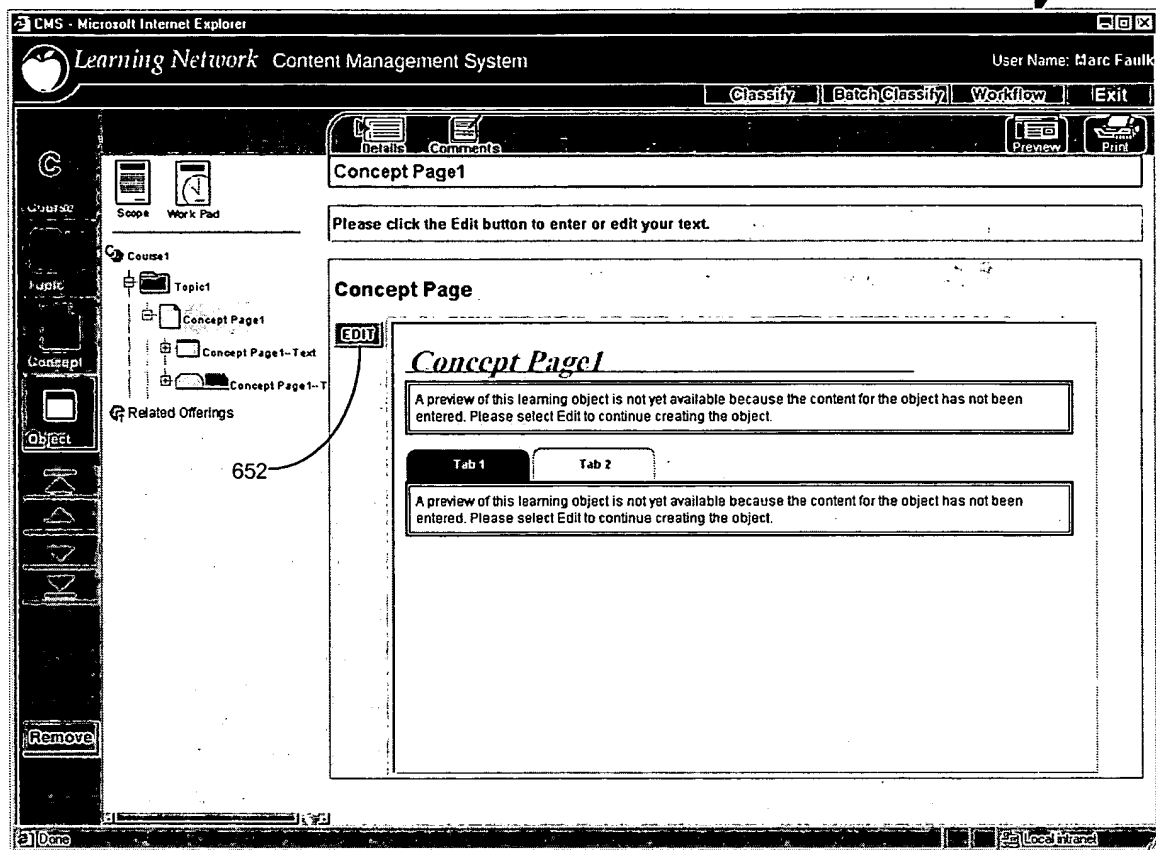 CMS - Microsoft Internet Explorer
Learning Network Content Management System
User Name: Marc Faulk
Classify Batch Classify Workflow Exit
Details Comments Preview Print
C
Course
Topic
Concept
Object
Remove
Scope Work Pad
Course1
Topic1
Concept Page1
Concept Page1--Text
Concept Page1--T
Related Offerings
652
Concept Page1
Please click the Edit button to enter or edit your text.
Concept Page
EDIT
Concept Page1
A preview of this learning object is not yet available because the content for the object has not been
entered. Please select Edit to continue creating the object.
Tab 1 Tab 2
A preview of this learning object is not yet available because the content for the object has not been
entered. Please select Edit to continue creating the object.
Done
Local intranet